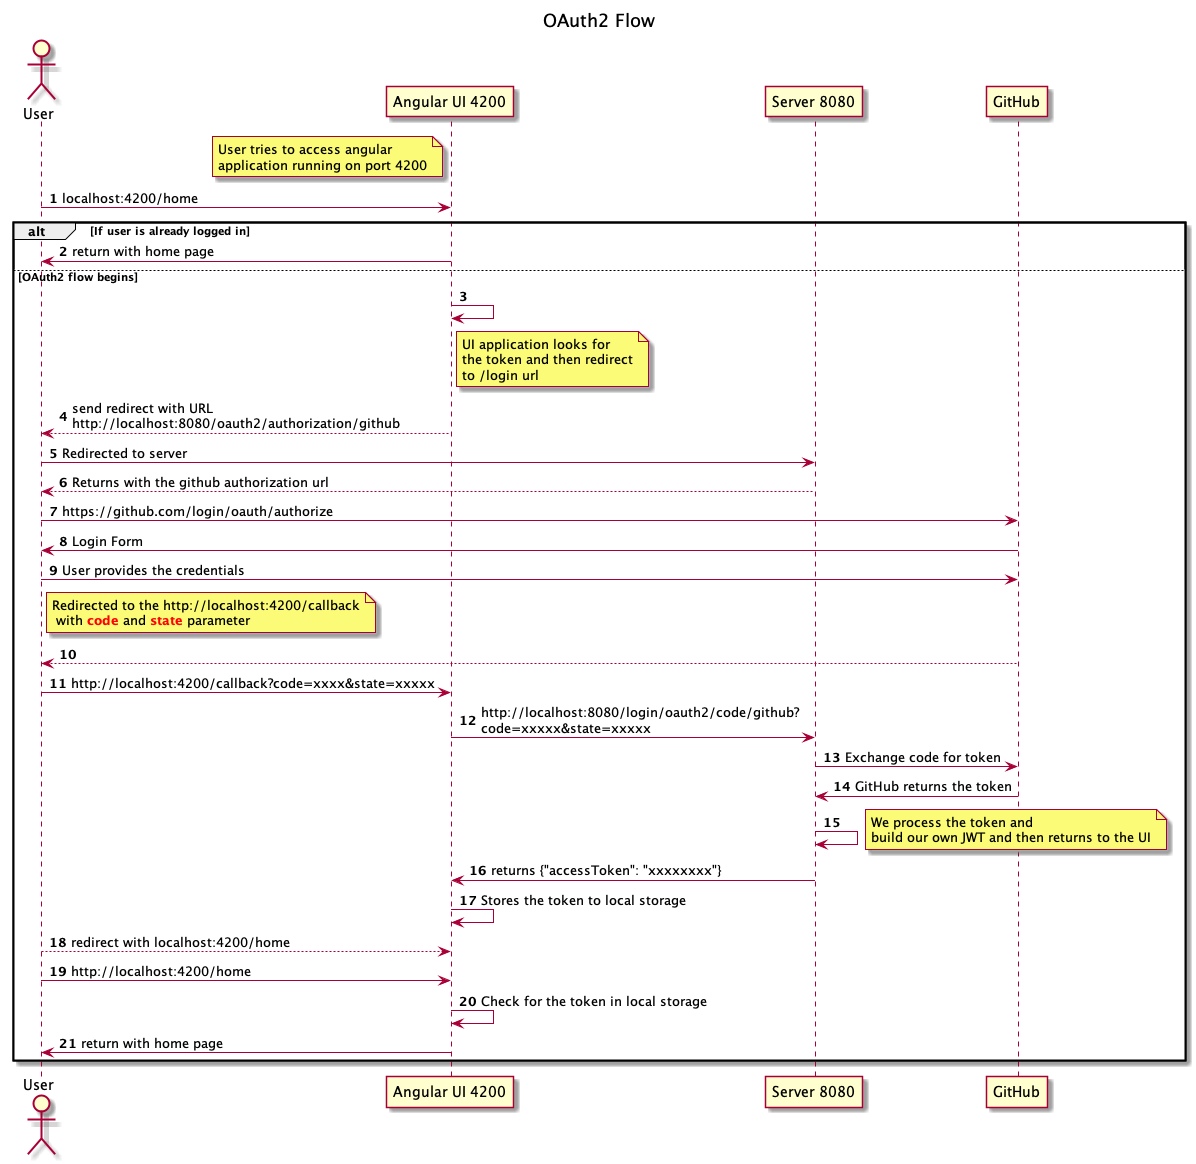 OAuth2 Flow
User
Angular UI 4200
Server 8080
GitHub
User tries to access angular
application running on port 4200
1 localhost:4200/home
alt [If user is already logged in]
2 return with home page
[OAuth2 flow begins]
3
UI application looks for
the token and then redirect
to /login url
4 send redirect with URL
http://localhost:8080/oauth2/authorization/github
5 Redirected to server
6 Returns with the github authorization url
7 https://github.com/login/oauth/authorize
8 Login Form
9 User provides the credentials
Redirected to the http://localhost:4200/callback
with code and state parameter
10
11 http://localhost:4200/callback?code=xxxx&state=xxxxx
12 http://localhost:8080/login/oauth2/code/github?
code=xxxxx&state=xxxxx
13 Exchange code for token
14 GitHub returns the token
15
We process the token and
build our own JWT and then returns to the UI
16 returns {"accessToken": "xxxxxxxx"}
17 Stores the token to local storage
18 redirect with localhost:4200/home
19 http://localhost:4200/home
20 Check for the token in local storage
21 return with home page
User
Angular UI 4200
Server 8080
GitHub